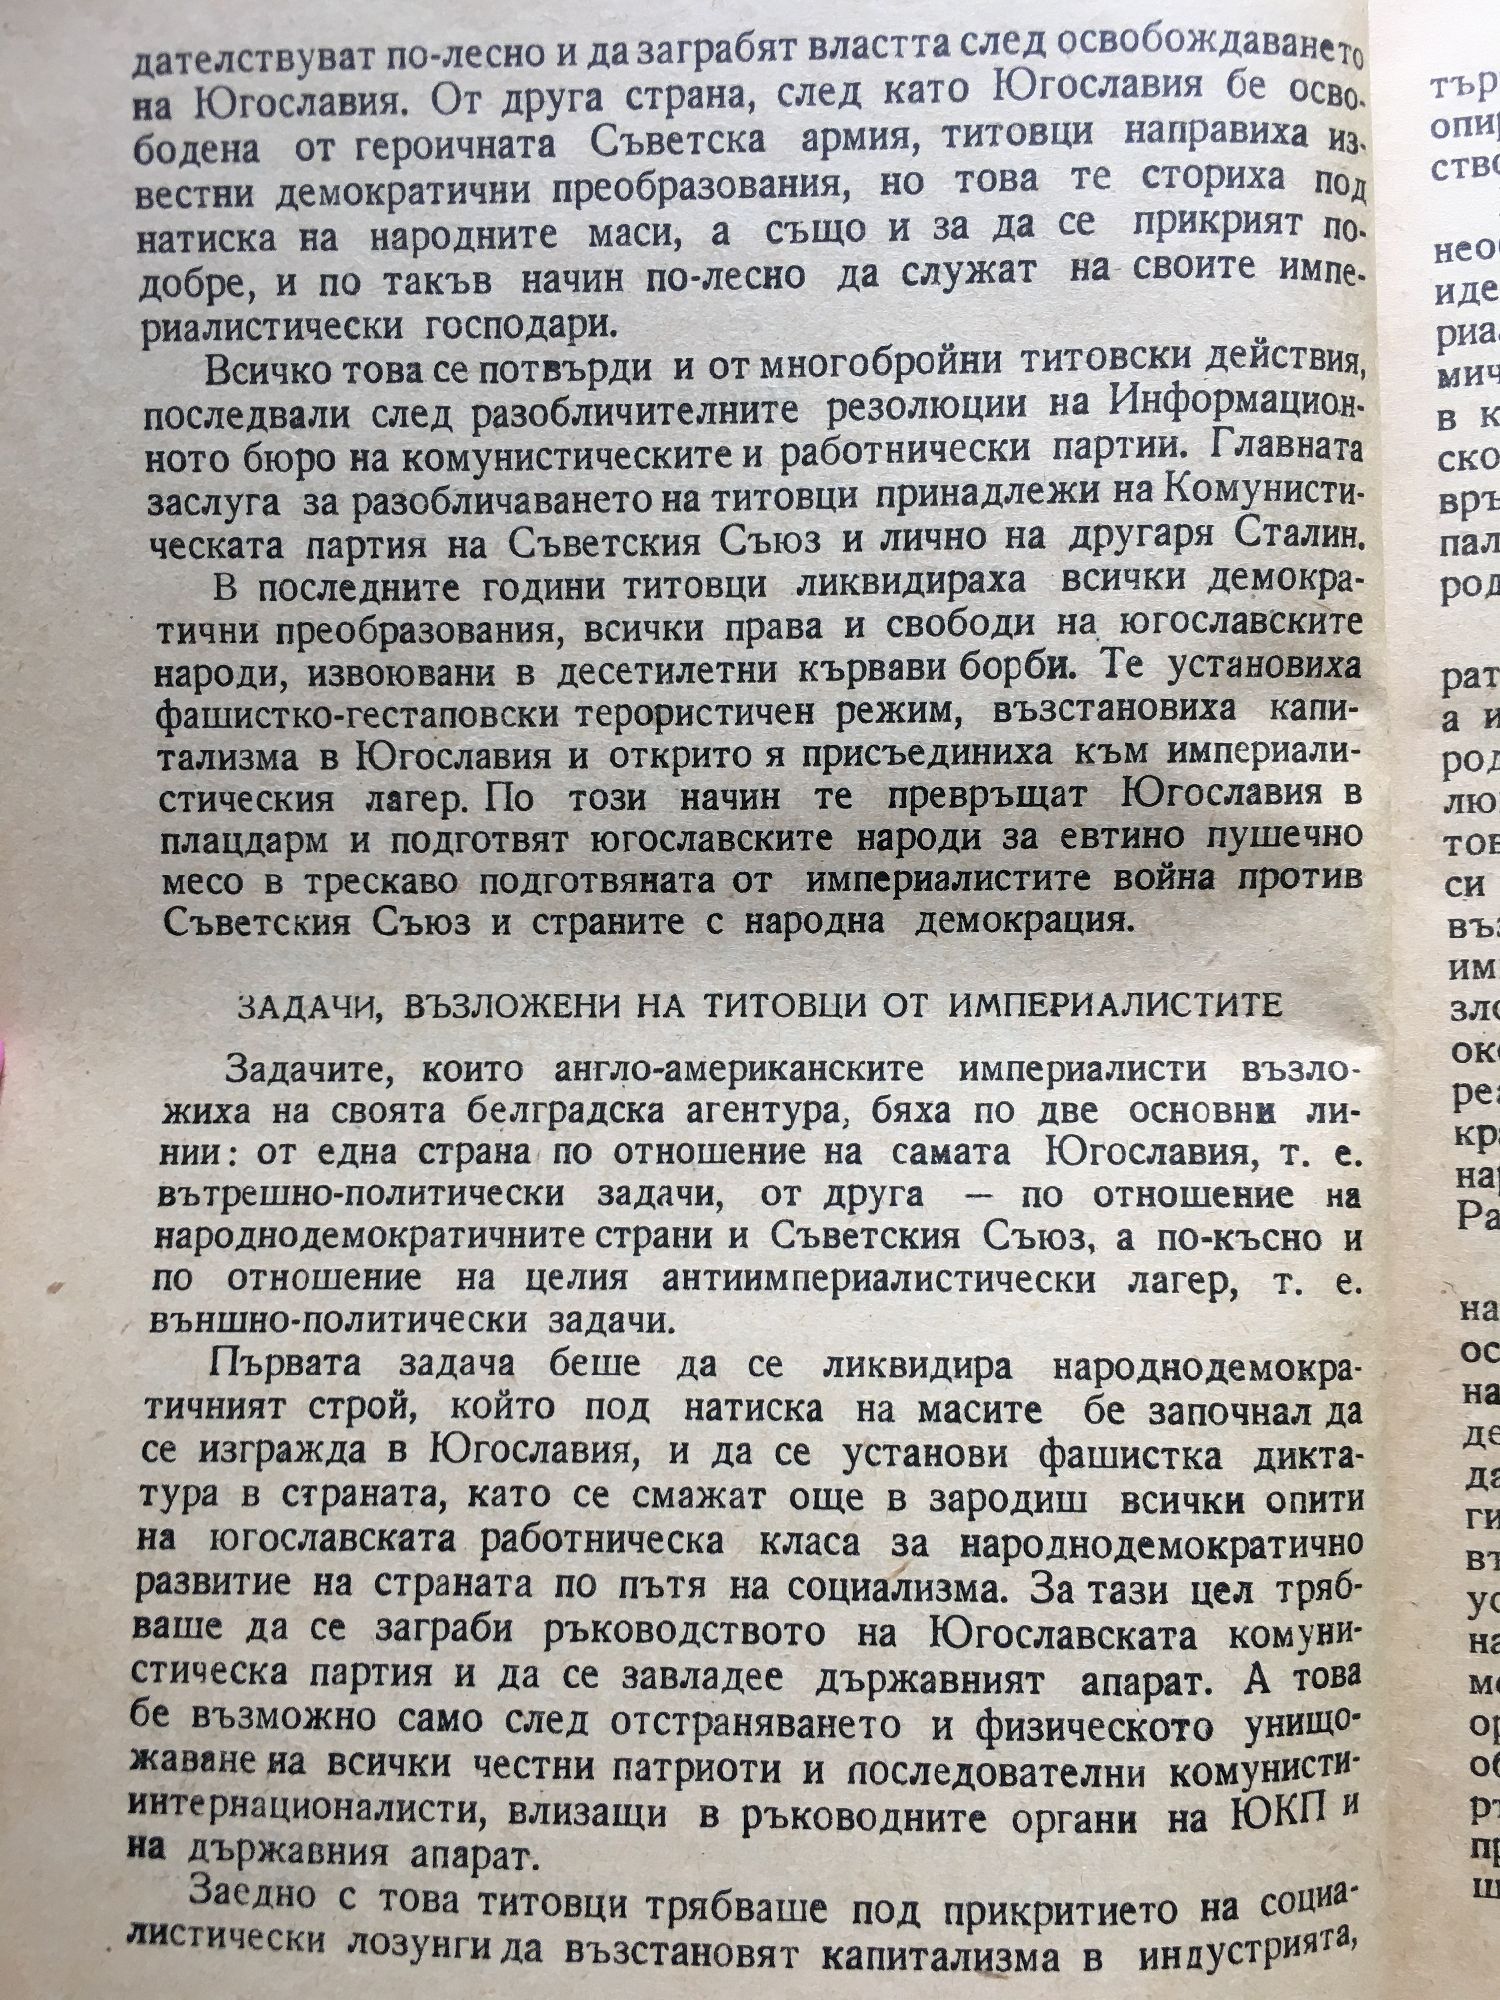 дателствуват по-лесно и да заграбят властта след освобождаването
на Югославия. От друга страна, след като Югославия бе осво-
бодена от героичната Съветска армия, титовци направиха из-
вестни демократични преобразования, но това те сториха под
натиска на народните маси, а също и за да се прикрият по-
добре, и по такъв начин по-лесно да служат на своите импе-
риалистически господари.
Всичко това се потвърди и от многобройни титовски действия,
последвали след разобличителните резолюции на Информацион-
ното бюро на комунистическите и работнически партии. Главната
заслуга за разобличаването на титовци принадлежи на Комунисти-
ческата партия на Съветския Съюз и лично на другаря Сталин.
В последните години титовци ликвидираха всички демокра-
тични преобразования, всички права и свободи на югославските
народи, извоювани в десетилетни кървави борби. Те установиха
фашистко-гестаповски терористичен режим, възстановиха капи-
тализма в Югославия и открито я присъединиха към империали-
стическия лагер. По този начин те превръщат Югославия в
плацдарм и подготвят югославските народи за евтино пушечно
месо в трескаво подготвяната от империалистите война против
Съветския Съюз и страните с народна демокрация.
ЗАДАЧИ, ВЪЗЛОЖЕНИ НА ТИТОВЦИ ОТ ИМПЕРИАЛИСТИТЕ
Задачите, които англо-американските империалисти възло-
жиха на своята белградска агентура, бяха по две основни ли-
нии: от една страна по отношение на самата Югославия, т. е.
вътрешно-политически задачи, от друга — по отношение на
народнодемократичните страни и Съветския Съюз, а по-късно и
по отношение на целия антиимпериалистически лагер, т. е.
външно-политически задачи.
Първата задача беше да се ликвидира народнодемокра-
тичният строй, който под натиска на масите бе започнал да
се изгражда в Югославия, и да се установи фашистка дикта-
тура в страната, като се смажат още в зародиш всички опити
на югославската работническа класа за народнодемократично
развитие на страната по пътя на социализма. За тази цел тряб-
ваше да се заграби ръководството на Югославската комуни-
стическа партия и да се завладее държавният апарат. А това
бе възможно само след отстраняването и физическото унищо-
жаване на всички честни патриоти и последователни комунисти-
интернационалисти, влизащи в ръководните органи на ЮКП и
на държавния апарат.
Заедно с това титовци трябваше под прикритието на социа-
листически лозунги да възстановят капитализма в индустрията,